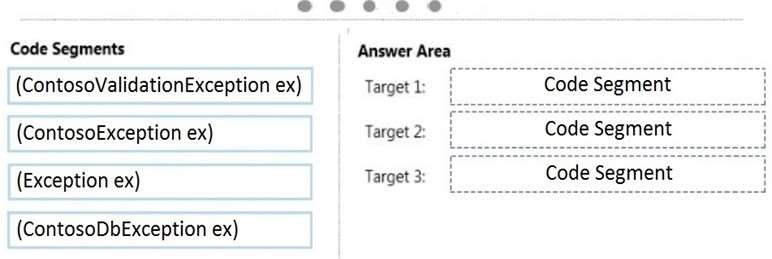 Code Segments
(ContosoValidationException ex)
(ContosoException ex)
(Exception ex)
(ContosoDbException ex)
Answer Area
Target 1: Code Segment
Target 2: Code Segment
Target 3: Code Segment